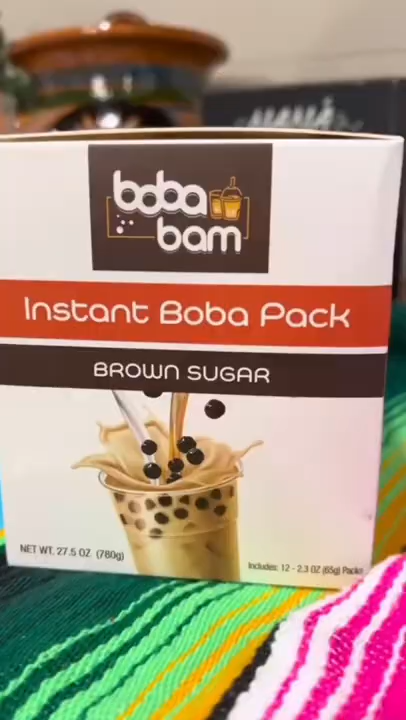 boba
bam
Instant Boba Pack
BROWN SUGAR
NET WT. 27.5 OZ (780g)
Includes: 12 - 2.3 OZ (65g) Packs